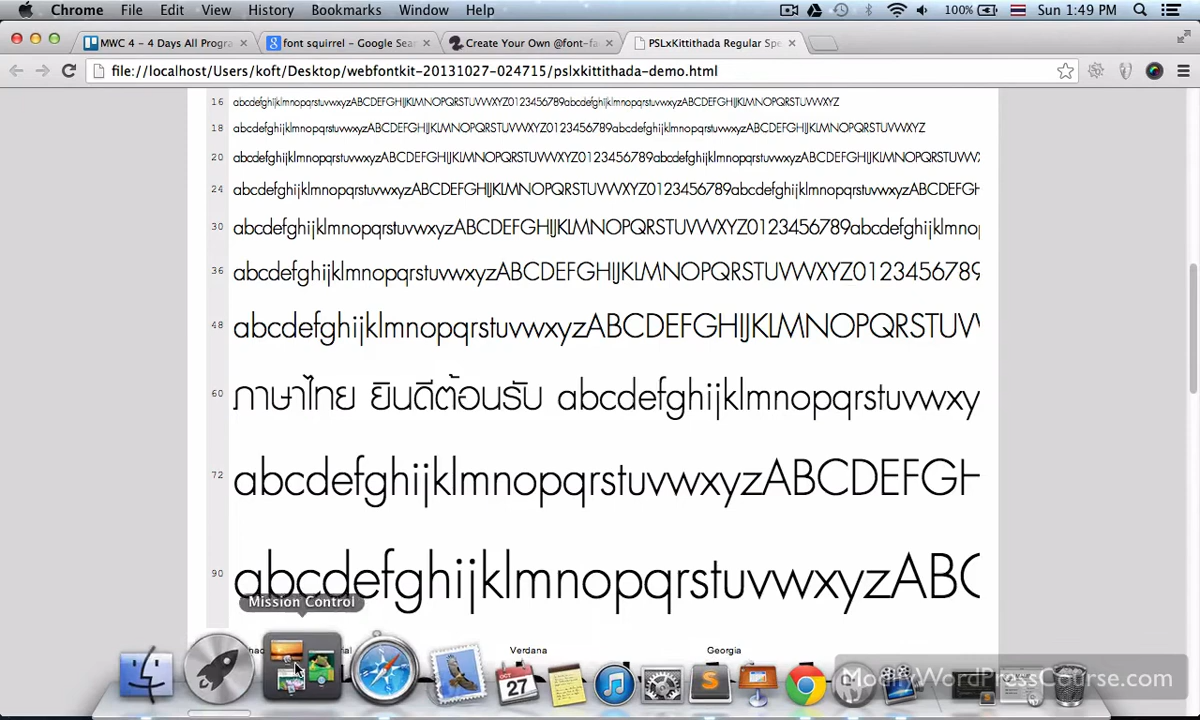 Chrome File Edit View History Bookmarks Window Help 100% Sun 1:49 PM
MWC 4 – 4 Days All Progra font squirrel - Google Sear Create Your Own @font-fa PSLxKittithada Regular Spe
file://localhost/Users/koft/Desktop/webfontkit-20131027-024715/pslxkittithada-demo.html
16 abcdefghijklmnopqrstuvwxyzABCDEFGHIJKLMNOPQRSTUVWXYZ0123456789abcdefghijklmnopqrstuvwxyzABCDEFGHIJKLMNOPQRSTUVWXYZ
18 abcdefghijklmnopqrstuvwxyzABCDEFGHIJKLMNOPQRSTUVWXYZ0123456789abcdefghijklmnopqrstuvwxyzABCDEFGHIJKLMNOPQRSTUVWXYZ
20 abcdefghijklmnopqrstuvwxyzABCDEFGHIJKLMNOPQRSTUVWXYZ0123456789abcdefghijklmnopqrstuvwxyzABCDEFGHIJKLMNOPQRSTUVWX
24 abcdefghijklmnopqrstuvwxyzABCDEFGHIJKLMNOPQRSTUVWXYZ0123456789abcdefghijklmnopqrstuvwxyzABCDEFGH
30 abcdefghijklmnopqrstuvwxyzABCDEFGHIJKLMNOPQRSTUVWXYZ0123456789abcdefghijklmnop
36 abcdefghijklmnopqrstuvwxyzABCDEFGHIJKLMNOPQRSTUVWXYZ0123456789
48 abcdefghijklmnopqrstuvwxyzABCDEFGHIJKLMNOPQRSTUV
60 ภาษาไทย ยินดีต้อนรับ abcdefghijklmnopqrstuvwxy
72 abcdefghijklmnopqrstuvwxyzABCDEFGH
90 abcdefghijklmnopqrstuvwxyzABC
Mission Control
Verdana Georgia
27
ModifyWordPressCourse.com